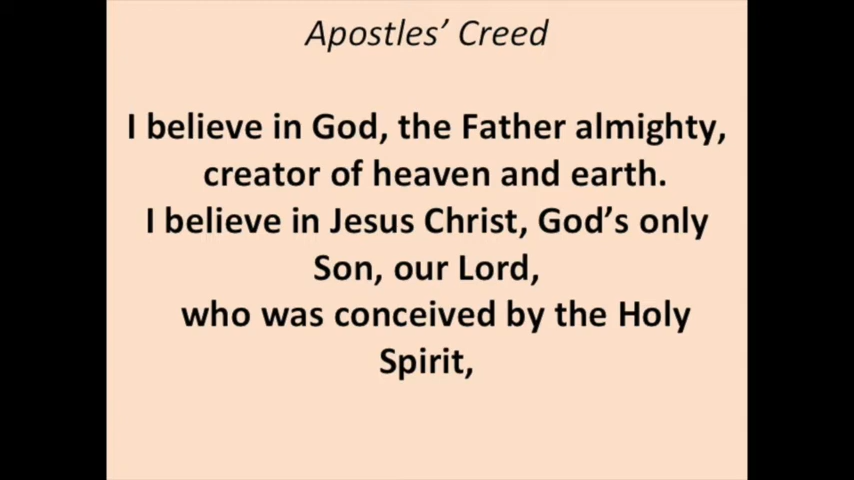 Apostles’ Creed
I believe in God, the Father almighty,
creator of heaven and earth.
I believe in Jesus Christ, God’s only
Son, our Lord,
who was conceived by the Holy
Spirit,